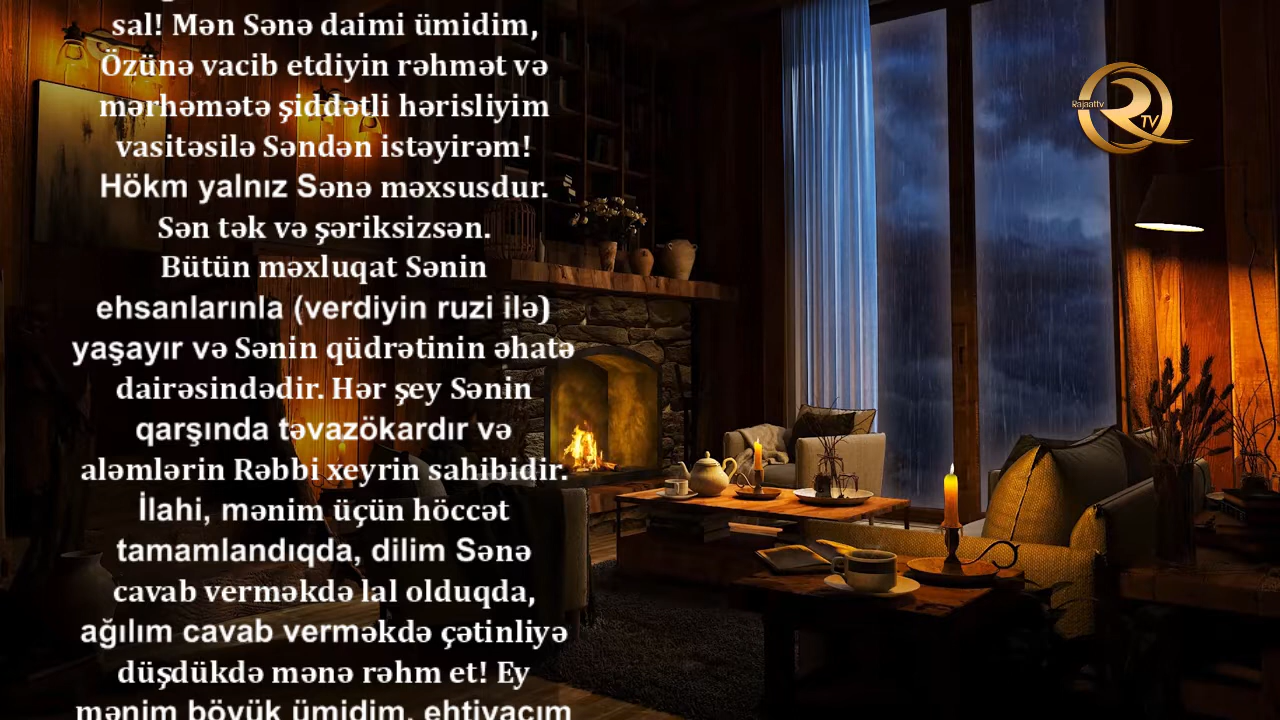 sal! Mən Sənə daimi ümidim,
Özünə vacib etdiyin rəhmət və
mərhəmətə şiddətli hərisliyim
vasitəsilə Səndən istəyirəm!
Hökm yalnız Sənə məxsusdur.
Sən tək və şəriksizsən.
Bütün məxluqat Sənin
ehsanlarınla (verdiyin ruzi ilə)
yaşayır və Sənin qüdrətinin əhatə
dairəsindədir. Hər şey Sənin
qarşında təvazökardır və
aləmlərin Rəbbi xeyrin sahibidir.
İlahi, mənim üçün höccət
tamamlandıqda, dilim Sənə
cavab verməkdə lal olduqda,
ağılım cavab verməkdə çətinliyə
düşdükdə mənə rəhm et! Ey
mənim böyük ümidim, ehtiyacım
Rajaattv
R TV